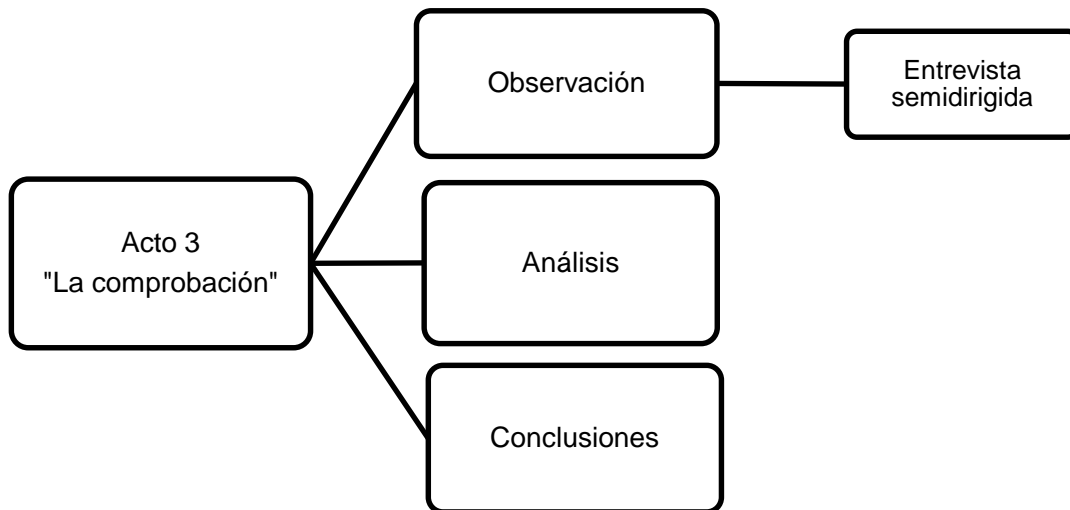 Acto 3
"La comprobación"
Observación
Entrevista
semidirigida
Análisis
Conclusiones